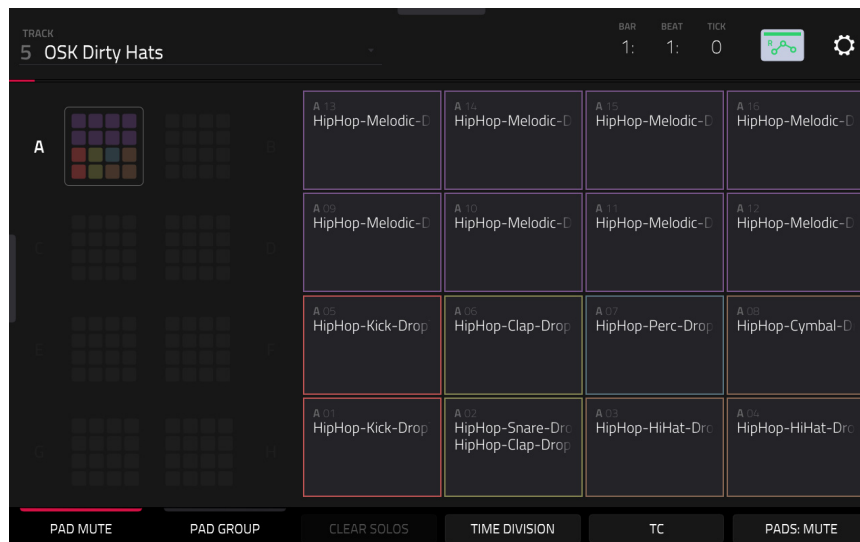 TRACK
5 OSK Dirty Hats
BAR BEAT TICK
1: 1: 0
R
A
B
C
D
E
F
G
H
A 13
HipHop-Melodic-D
A 14
HipHop-Melodic-D
A 15
HipHop-Melodic-D
A 16
HipHop-Melodic-D
A 09
HipHop-Melodic-D
A 10
HipHop-Melodic-D
A 11
HipHop-Melodic-D
A 12
HipHop-Melodic-D
A 05
HipHop-Kick-Drop
A 06
HipHop-Clap-Drop
A 07
HipHop-Perc-Drop
A 08
HipHop-Cymbal-D
A 01
HipHop-Kick-Drop
A 02
HipHop-Snare-Dro
HipHop-Clap-Drop
A 03
HipHop-HiHat-Dro
A 04
HipHop-HiHat-Dro
PAD MUTE PAD GROUP CLEAR SOLOS TIME DIVISION TC PADS: MUTE